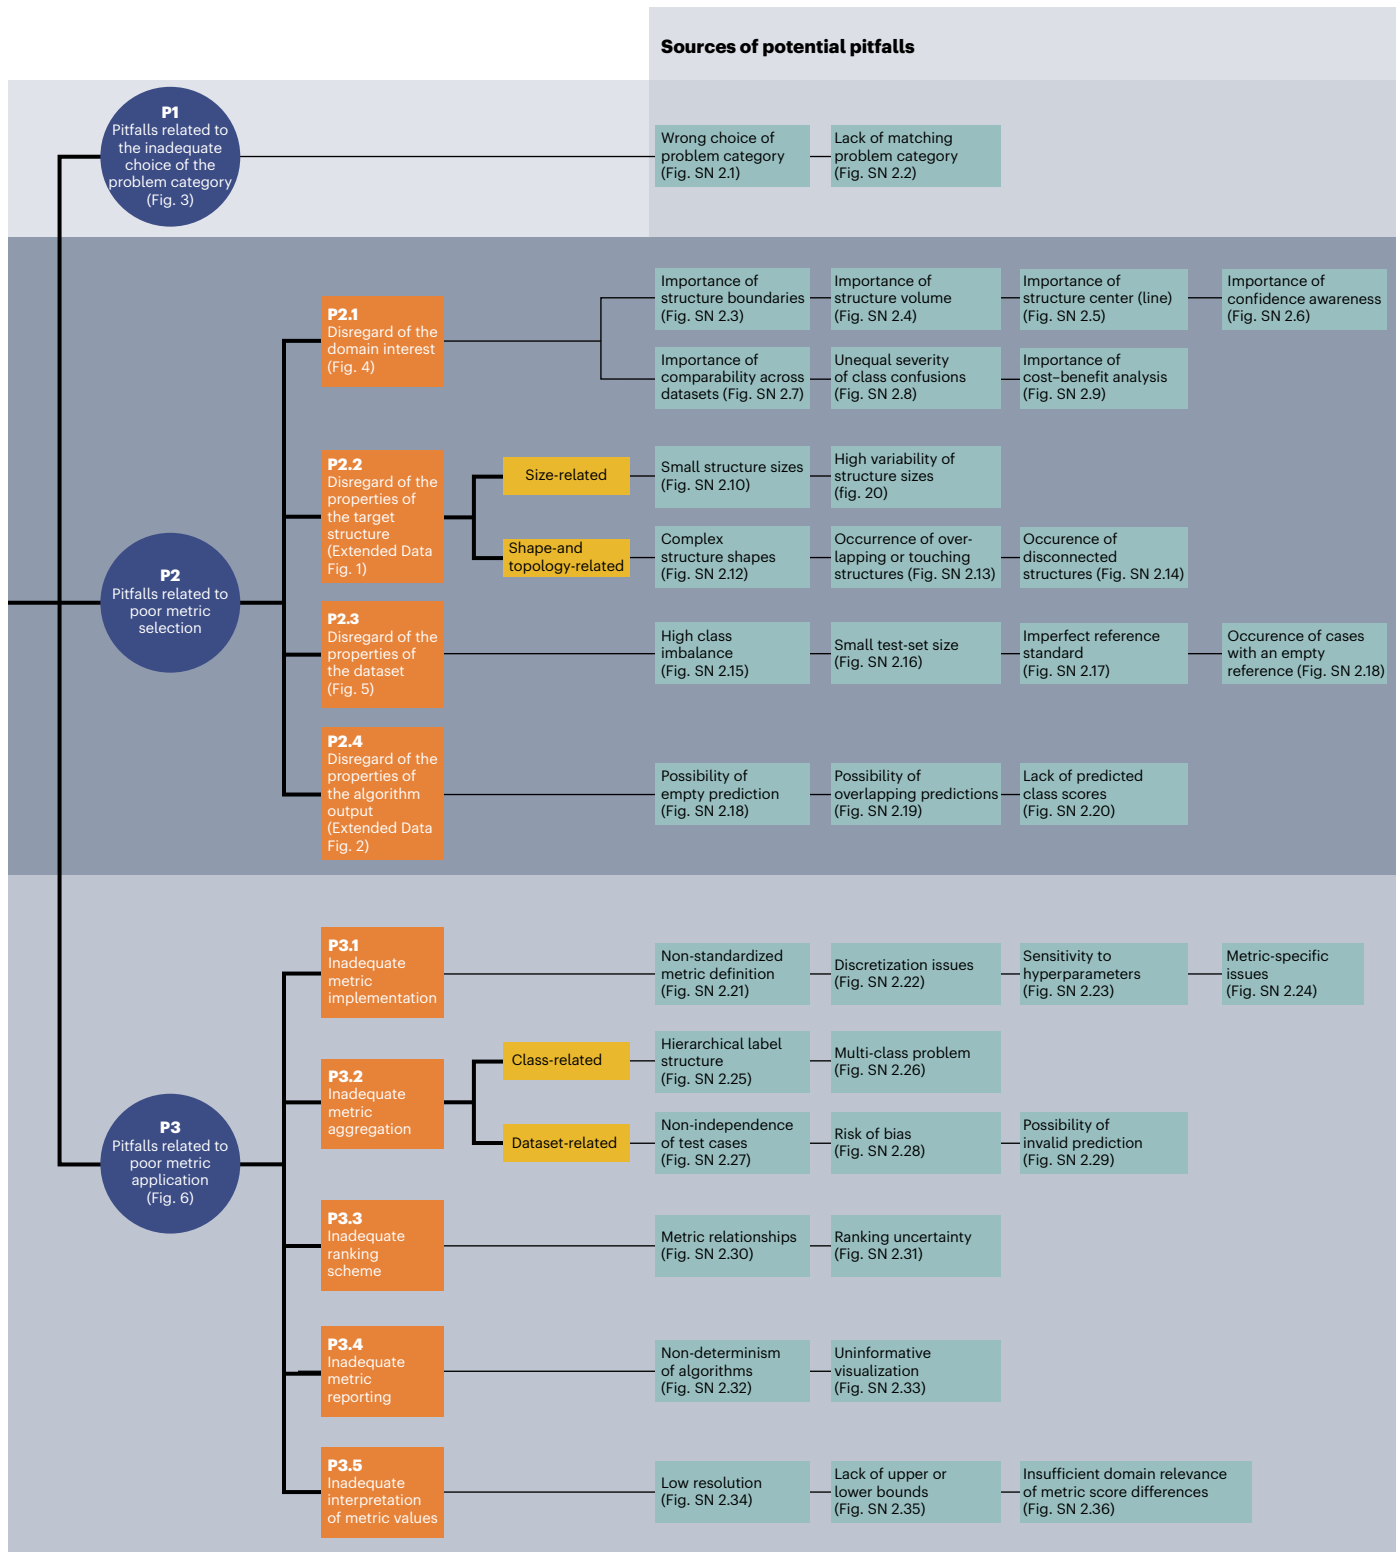 Sources of potential pitfalls
P1
Pitfalls related to
the inadequate
choice of the
problem category
(Fig. 3)
Wrong choice of
problem category
(Fig. SN 2.1)
Lack of matching
problem category
(Fig. SN 2.2)
P2
Pitfalls related to
poor metric
selection
P2.1
Disregard of the
domain interest
(Fig. 4)
Importance of
structure boundaries
(Fig. SN 2.3)
Importance of
structure volume
(Fig. SN 2.4)
Importance of
structure center (line)
(Fig. SN 2.5)
Importance of
confidence awareness
(Fig. SN 2.6)
Importance of
comparability across
datasets (Fig. SN 2.7)
Unequal severity
of class confusions
(Fig. SN 2.8)
Importance of
cost–benefit analysis
(Fig. SN 2.9)
P2.2
Disregard of the
properties of
the target
structure
(Extended Data
Fig. 1)
Size-related
Small structure sizes
(Fig. SN 2.10)
High variability of
structure sizes
(fig. 20)
Shape-and
topology-related
Complex
structure shapes
(Fig. SN 2.12)
Occurrence of over-
lapping or touching
structures (Fig. SN 2.13)
Occurence of
disconnected
structures (Fig. SN 2.14)
P2.3
Disregard of the
properties of
the dataset
(Fig. 5)
High class
imbalance
(Fig. SN 2.15)
Small test-set size
(Fig. SN 2.16)
Imperfect reference
standard
(Fig. SN 2.17)
Occurence of cases
with an empty
reference (Fig. SN 2.18)
P2.4
Disregard of the
properties of
the algorithm
output
(Extended Data
Fig. 2)
Possibility of
empty prediction
(Fig. SN 2.18)
Possibility of
overlapping predictions
(Fig. SN 2.19)
Lack of predicted
class scores
(Fig. SN 2.20)
P3
Pitfalls related to
poor metric
application
(Fig. 6)
P3.1
Inadequate
metric
implementation
Non-standardized
metric definition
(Fig. SN 2.21)
Discretization issues
(Fig. SN 2.22)
Sensitivity to
hyperparameters
(Fig. SN 2.23)
Metric-specific
issues
(Fig. SN 2.24)
P3.2
Inadequate
metric
aggregation
Class-related
Hierarchical label
structure
(Fig. SN 2.25)
Multi-class problem
(Fig. SN 2.26)
Dataset-related
Non-independence
of test cases
(Fig. SN 2.27)
Risk of bias
(Fig. SN 2.28)
Possibility of
invalid prediction
(Fig. SN 2.29)
P3.3
Inadequate
ranking
scheme
Metric relationships
(Fig. SN 2.30)
Ranking uncertainty
(Fig. SN 2.31)
P3.4
Inadequate
metric
reporting
Non-determinism
of algorithms
(Fig. SN 2.32)
Uninformative
visualization
(Fig. SN 2.33)
P3.5
Inadequate
interpretation
of metric values
Low resolution
(Fig. SN 2.34)
Lack of upper or
lower bounds
(Fig. SN 2.35)
Insufficient domain relevance
of metric score differences
(Fig. SN 2.36)